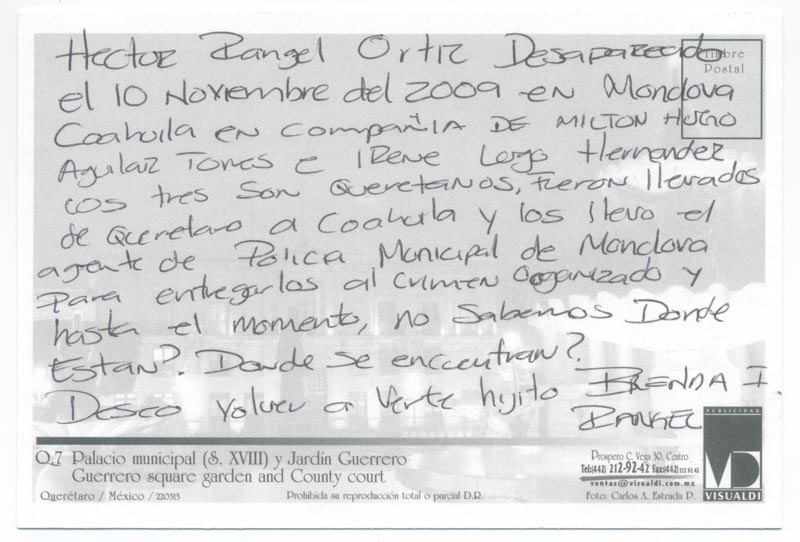 Hector Rangel Ortiz Desaparecido
Timbre
Postal
el 10 Noviembre del 2009 en Monclova
Coahuila en compañia DE MILTON HUGO
Aguilar Torres e IRENE Lugo Hernandez
Los tres son Queretanos, Fueron llevados
de Queretaro a Coahuila y los llevo el
agente de Policia Municipal de Monclova
Para entregarlos al crimen organizado y
hasta el momento, no Sabemos Donde
Estan?. Donde se encuentran?
Deseo volver a Verte hijito BRENDA I
RANGEL
PUBLICIDAD
VD
VISUALDI
Q.7 Palacio municipal (S. XVIII) y Jardín Guerrero
Guerrero square garden and County court
Querétaro / México / 220313
Prohibida su reproducción total o parcial D.R.
Prospero C. Vega 30, Centro
Tels(442) 212-92-42 Fax(442) 212 92 42
ventas@visualdi.com.mx
Foto: Carlos A. Estrada P.